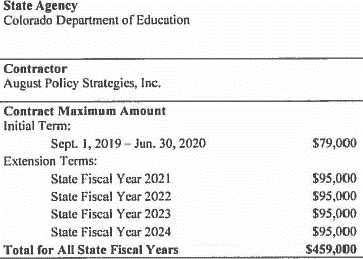 State Agency
Colorado Department of Education
Contractor
August Policy Strategies, Inc.
Contract Maximum Amount
Initial Term:
Sept. 1, 2019 – Jun. 30, 2020 $79,000
Extension Terms:
State Fiscal Year 2021 $95,000
State Fiscal Year 2022 $95,000
State Fiscal Year 2023 $95,000
State Fiscal Year 2024 $95,000
Total for All State Fiscal Years $459,000